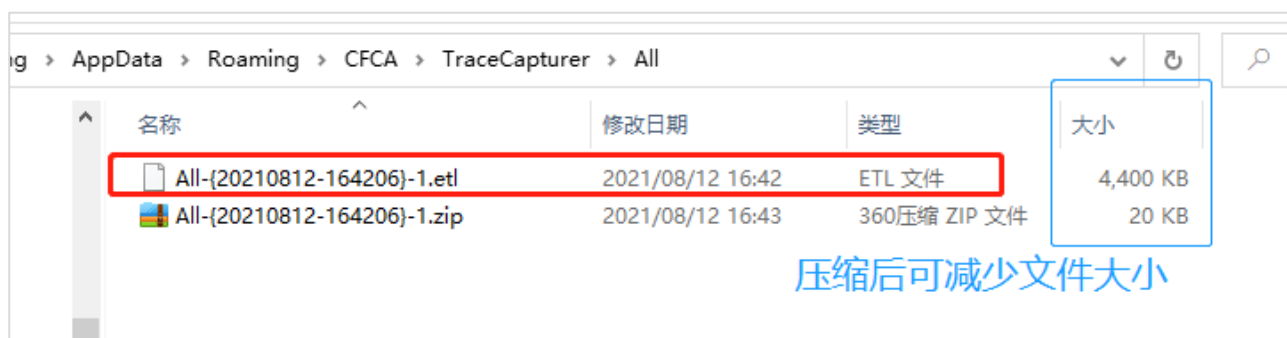 g > AppData > Roaming > CFCA > TraceCapturer > All
名称 修改日期 类型 大小
All-{20210812-164206}-1.etl 2021/08/12 16:42 ETL 文件 4,400 KB
All-{20210812-164206}-1.zip 2021/08/12 16:43 360压缩 ZIP 文件 20 KB
压缩后可减少文件大小